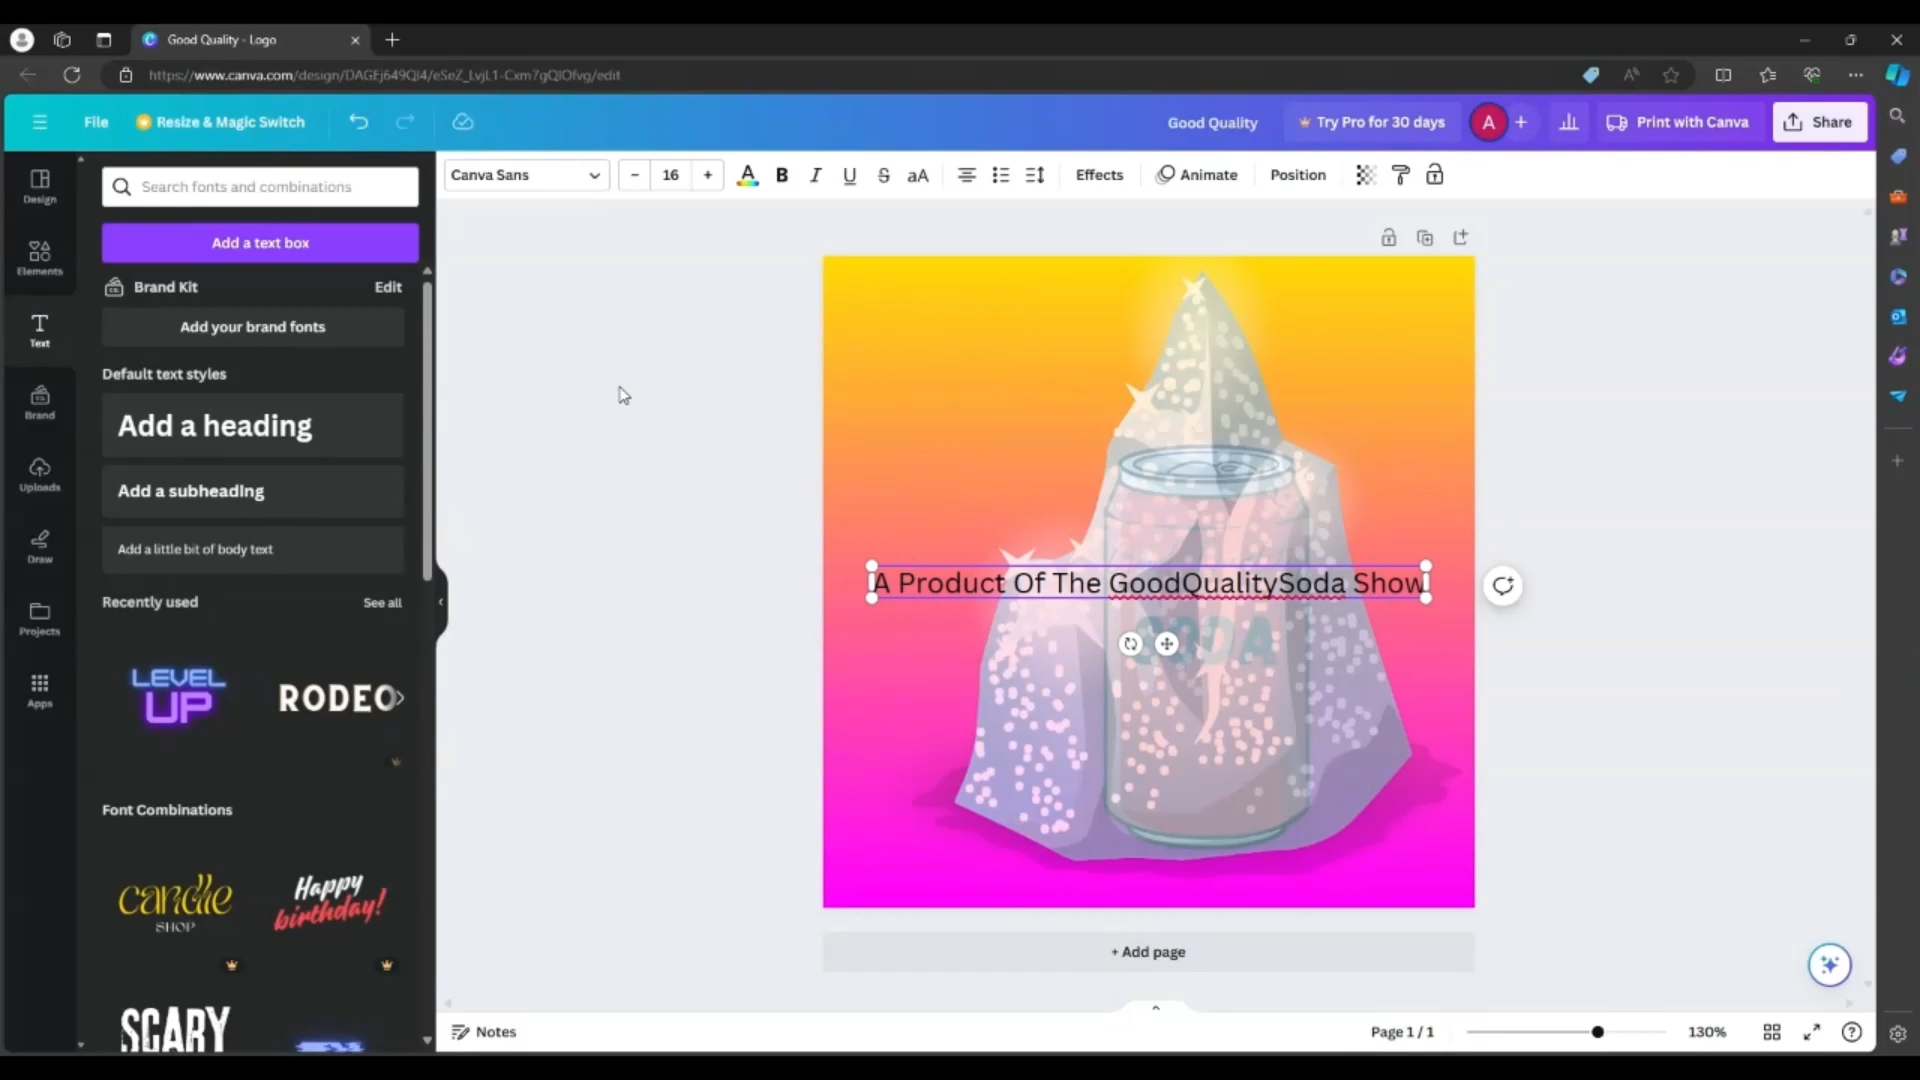 Good Quality - Logo
https://www.canva.com/design/DAGEj649QI4/eSeZ_LvjL1-Cxm7gQIOfvg/edit
File
Resize & Magic Switch
Good Quality
Try Pro for 30 days
A
Print with Canva
Share
Canva Sans
- 16 +
A B I U S aA
Effects
Animate
Position
Design
Elements
Text
Brand
Uploads
Draw
Projects
Apps
Search fonts and combinations
Add a text box
Brand Kit
Edit
Add your brand fonts
Default text styles
Add a heading
Add a subheading
Add a little bit of body text
Recently used
See all
LEVEL
UP
RODEO
Font Combinations
candle
SHOP
Happy
birthday!
SCARY
A Product Of The GoodQualitySoda Show
SODA
+ Add page
Notes
Page 1 / 1
130%